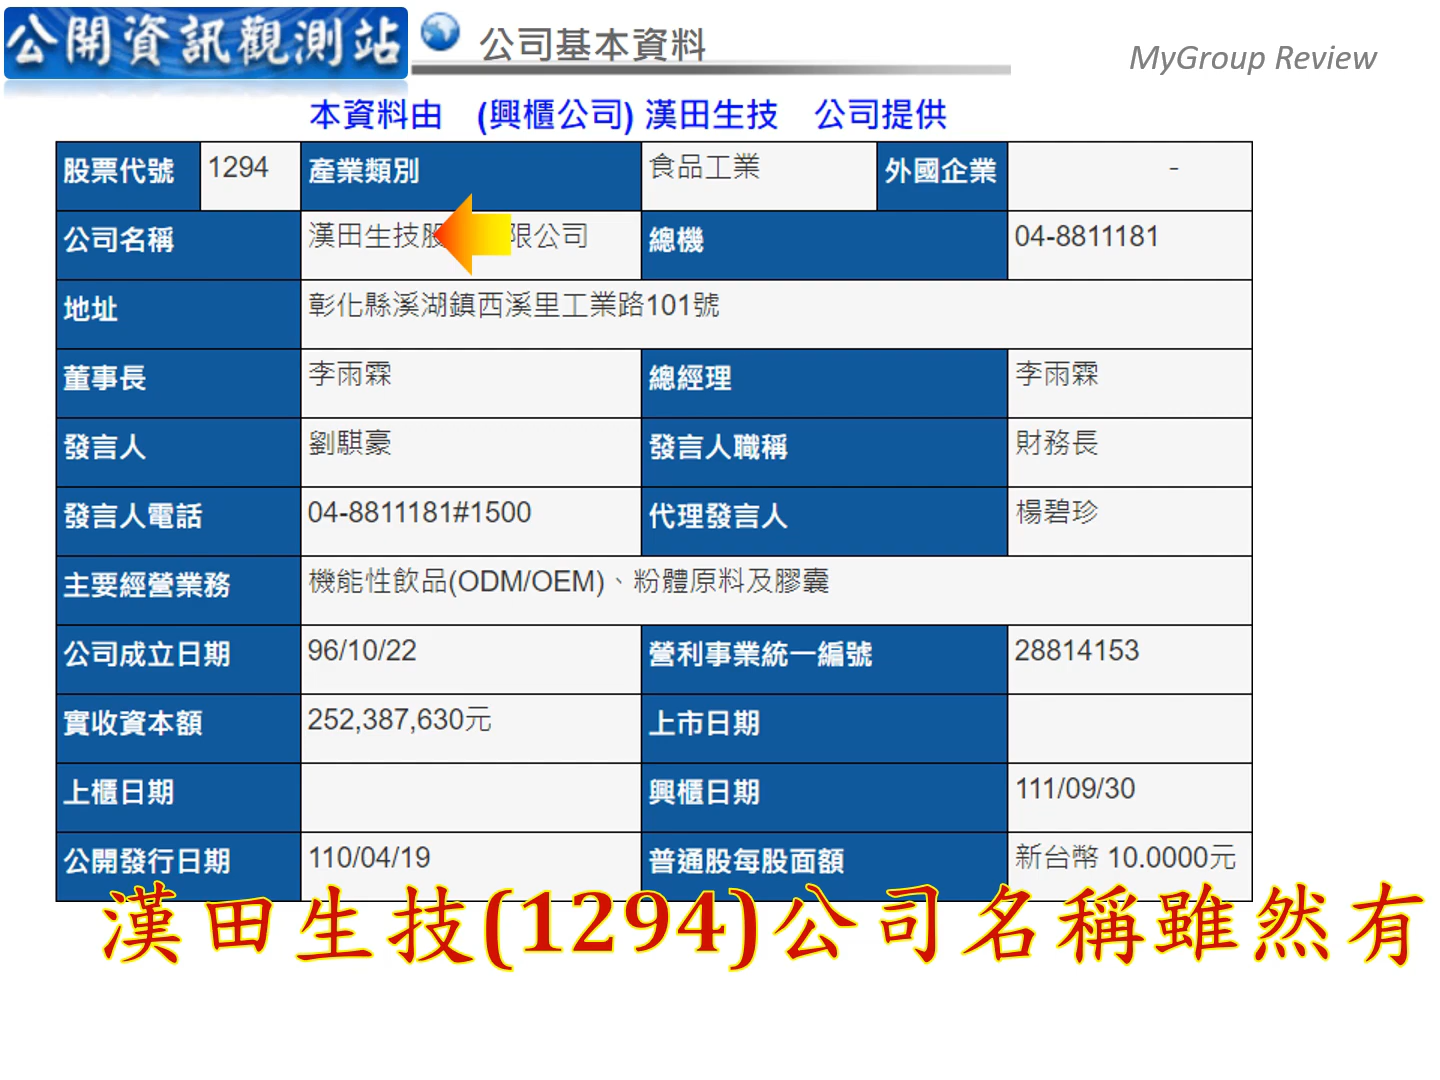 公開資訊觀測站
公司基本資料
MyGroup Review
本資料由 (興櫃公司) 漢田生技 公司提供
股票代號 1294 產業類別 食品工業 外國企業 -
公司名稱 漢田生技股 限公司 總機 04-8811181
地址 彰化縣溪湖鎮西溪里工業路101號
董事長 李雨霖 總經理 李雨霖
發言人 劉騏豪 發言人職稱 財務長
發言人電話 04-8811181#1500 代理發言人 楊碧珍
主要經營業務 機能性飲品(ODM/OEM)、粉體原料及膠囊
公司成立日期 96/10/22 營利事業統一編號 28814153
實收資本額 252,387,630元 上市日期
上櫃日期 興櫃日期 111/09/30
公開發行日期 110/04/19 普通股每股面額 新台幣 10.0000元
漢田生技(1294)公司名稱雖然有